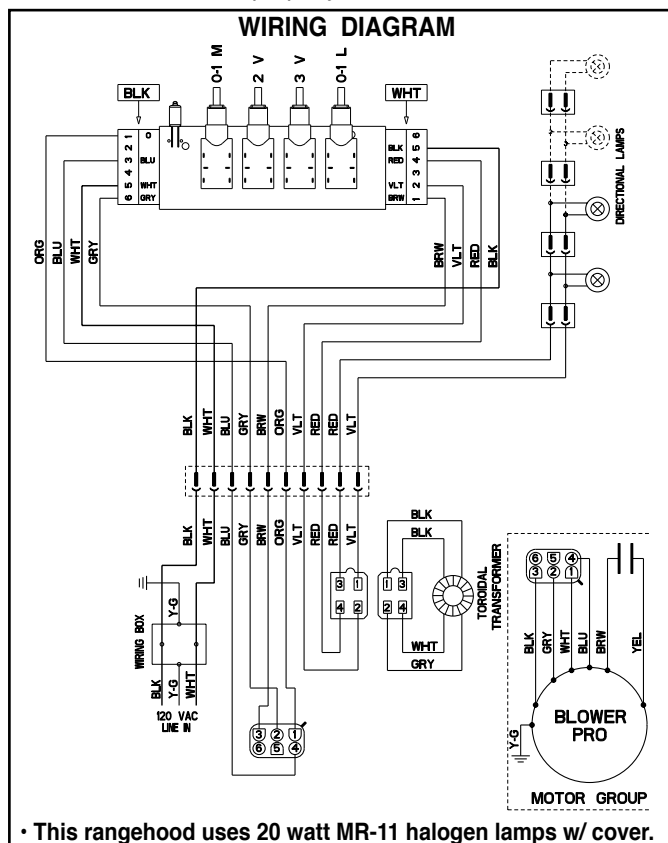 WIRING DIAGRAM
0-1 M
2 V
3 V
0-1 L
BLK
WHT
1 O
2
3 BLU
4
5 WHT
6 GRY
6
BLK 5
RED 4
3
VLT 2
BRW 1
DIRECTIONAL LAMPS
ORG
BLU
WHT
GRY
BRW
VLT
RED
BLK
BLK
WHT
BLU
GRY
BRW
ORG
VLT
RED
RED
VLT
BLK
WHT
BLU
GRY
BRW
ORG
VLT
RED
RED
VLT
BLK
BLK
3 1
4 2
1 3
2 4
TOROIDAL
TRANSFORMER
WHT
GRY
Y-G
WIRING BOX
BLK
Y-G
WHT
120 VAC
LINE IN
3 2 1
6 5 4
6 5 4
3 2 1
BLK
GRY
WHT
BLU
BRW
YEL
BLOWER
PRO
Y-G
MOTOR GROUP
• This rangehood uses 20 watt MR-11 halogen lamps w/ cover.